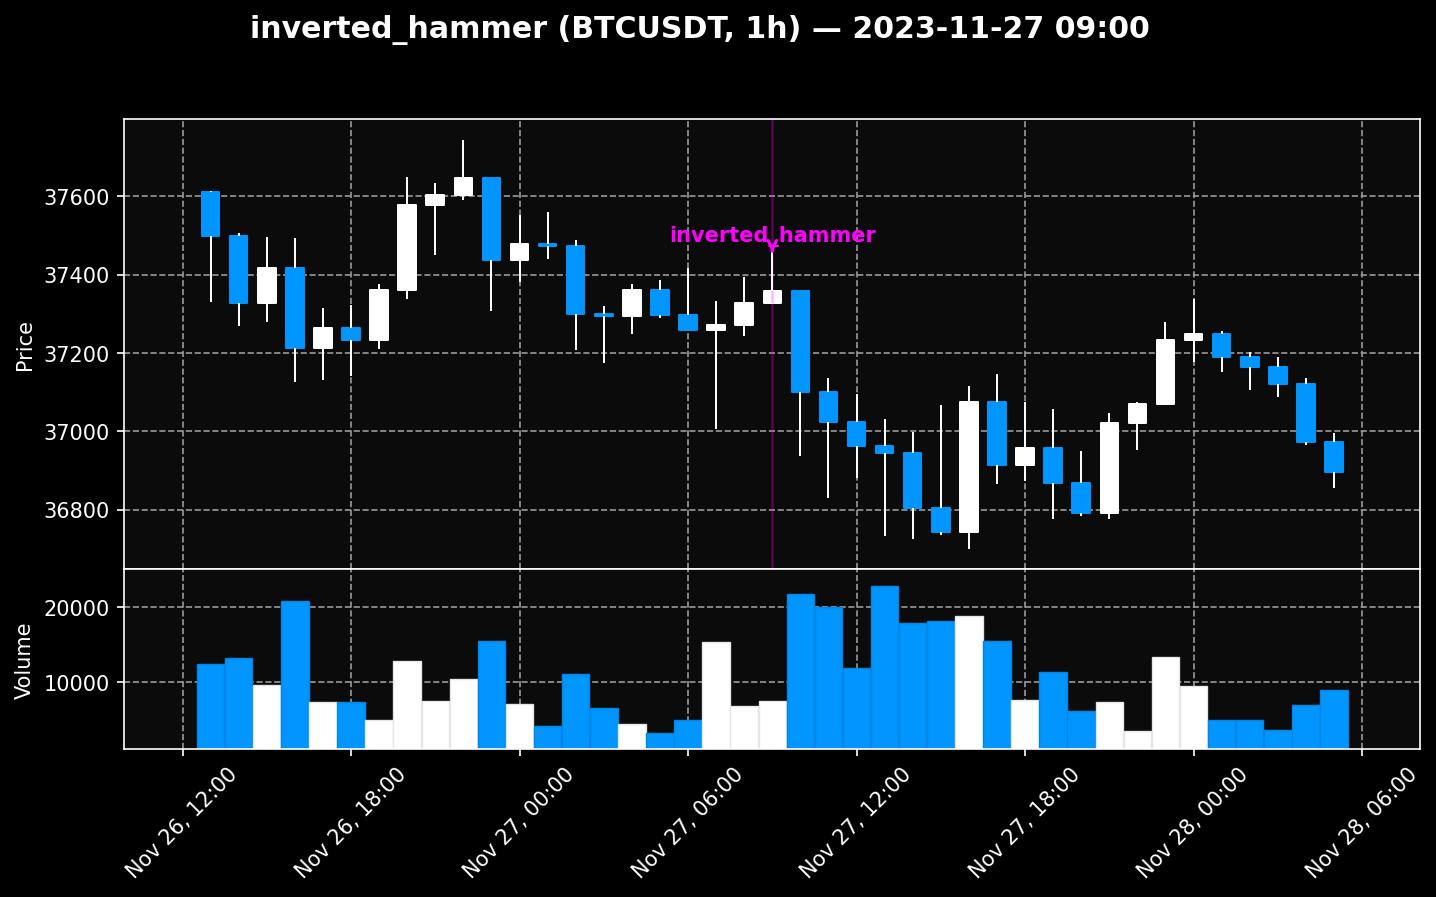 inverted_hammer (BTCUSDT, 1h) — 2023-11-27 09:00
37600
37400
37200
37000
36800
Price
inverted_hammer
20000
10000
Volume
Nov 26, 12:00
Nov 26, 18:00
Nov 27, 00:00
Nov 27, 06:00
Nov 27, 12:00
Nov 27, 18:00
Nov 28, 00:00
Nov 28, 06:00